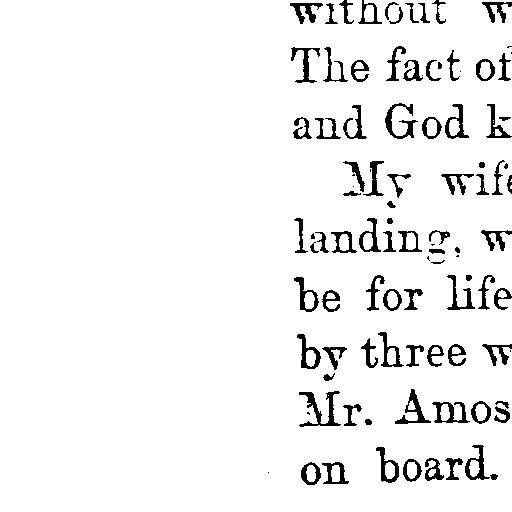 without w
The fact of
and God k
My wife
landing, w
be for life
by three w
Mr. Amos
on board.